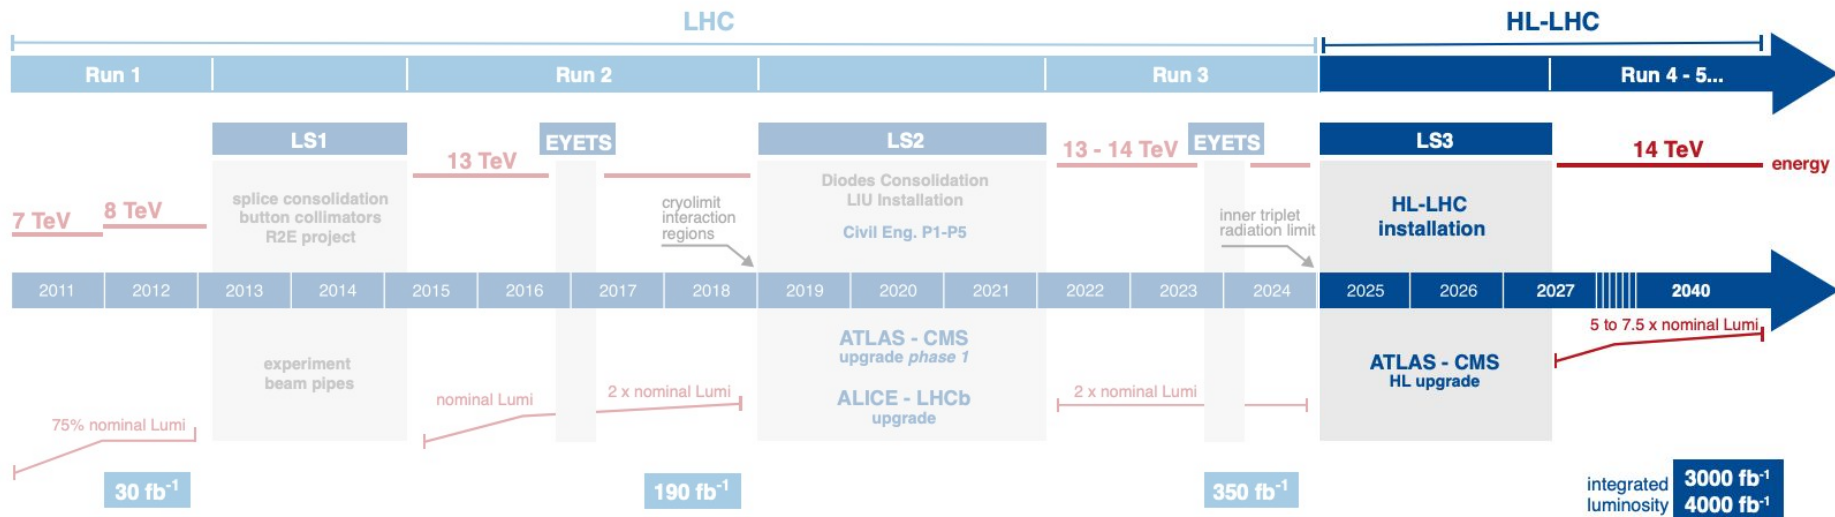 LHC
HL-LHC
Run 1
Run 2
Run 3
Run 4 - 5...
LS1
EYETS
LS2
EYETS
LS3
13 TeV
13 - 14 TeV
14 TeV
energy
7 TeV
8 TeV
splice consolidation
button collimators
R2E project
cryolimit
interaction
regions
Diodes Consolidation
LIU Installation
Civil Eng. P1-P5
inner triplet
radiation limit
HL-LHC
installation
2011
2012
2013
2014
2015
2016
2017
2018
2019
2020
2021
2022
2023
2024
2025
2026
2027
2040
5 to 7.5 x nominal Lumi
experiment
beam pipes
ATLAS - CMS
upgrade phase 1
ALICE - LHCb
upgrade
ATLAS - CMS
HL upgrade
75% nominal Lumi
nominal Lumi
2 x nominal Lumi
2 x nominal Lumi
30 fb⁻¹
190 fb⁻¹
350 fb⁻¹
integrated
luminosity
3000 fb⁻¹
4000 fb⁻¹